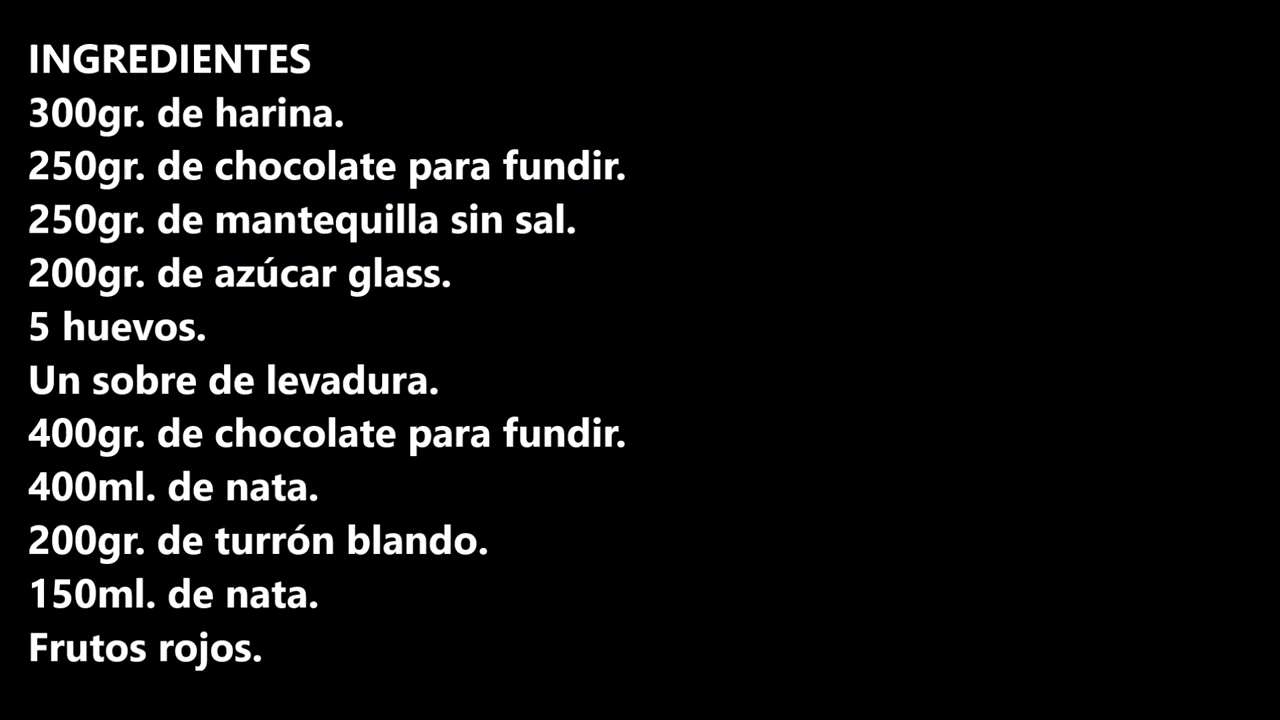 INGREDIENTES
300gr. de harina.
250gr. de chocolate para fundir.
250gr. de mantequilla sin sal.
200gr. de azúcar glass.
5 huevos.
Un sobre de levadura.
400gr. de chocolate para fundir.
400ml. de nata.
200gr. de turrón blando.
150ml. de nata.
Frutos rojos.